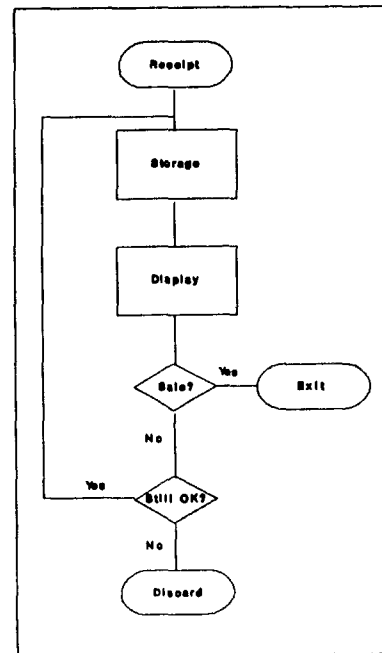 Receipt
Storage
Display
Sale?
Yes
Exit
No
Yes
Still OK?
No
Discard